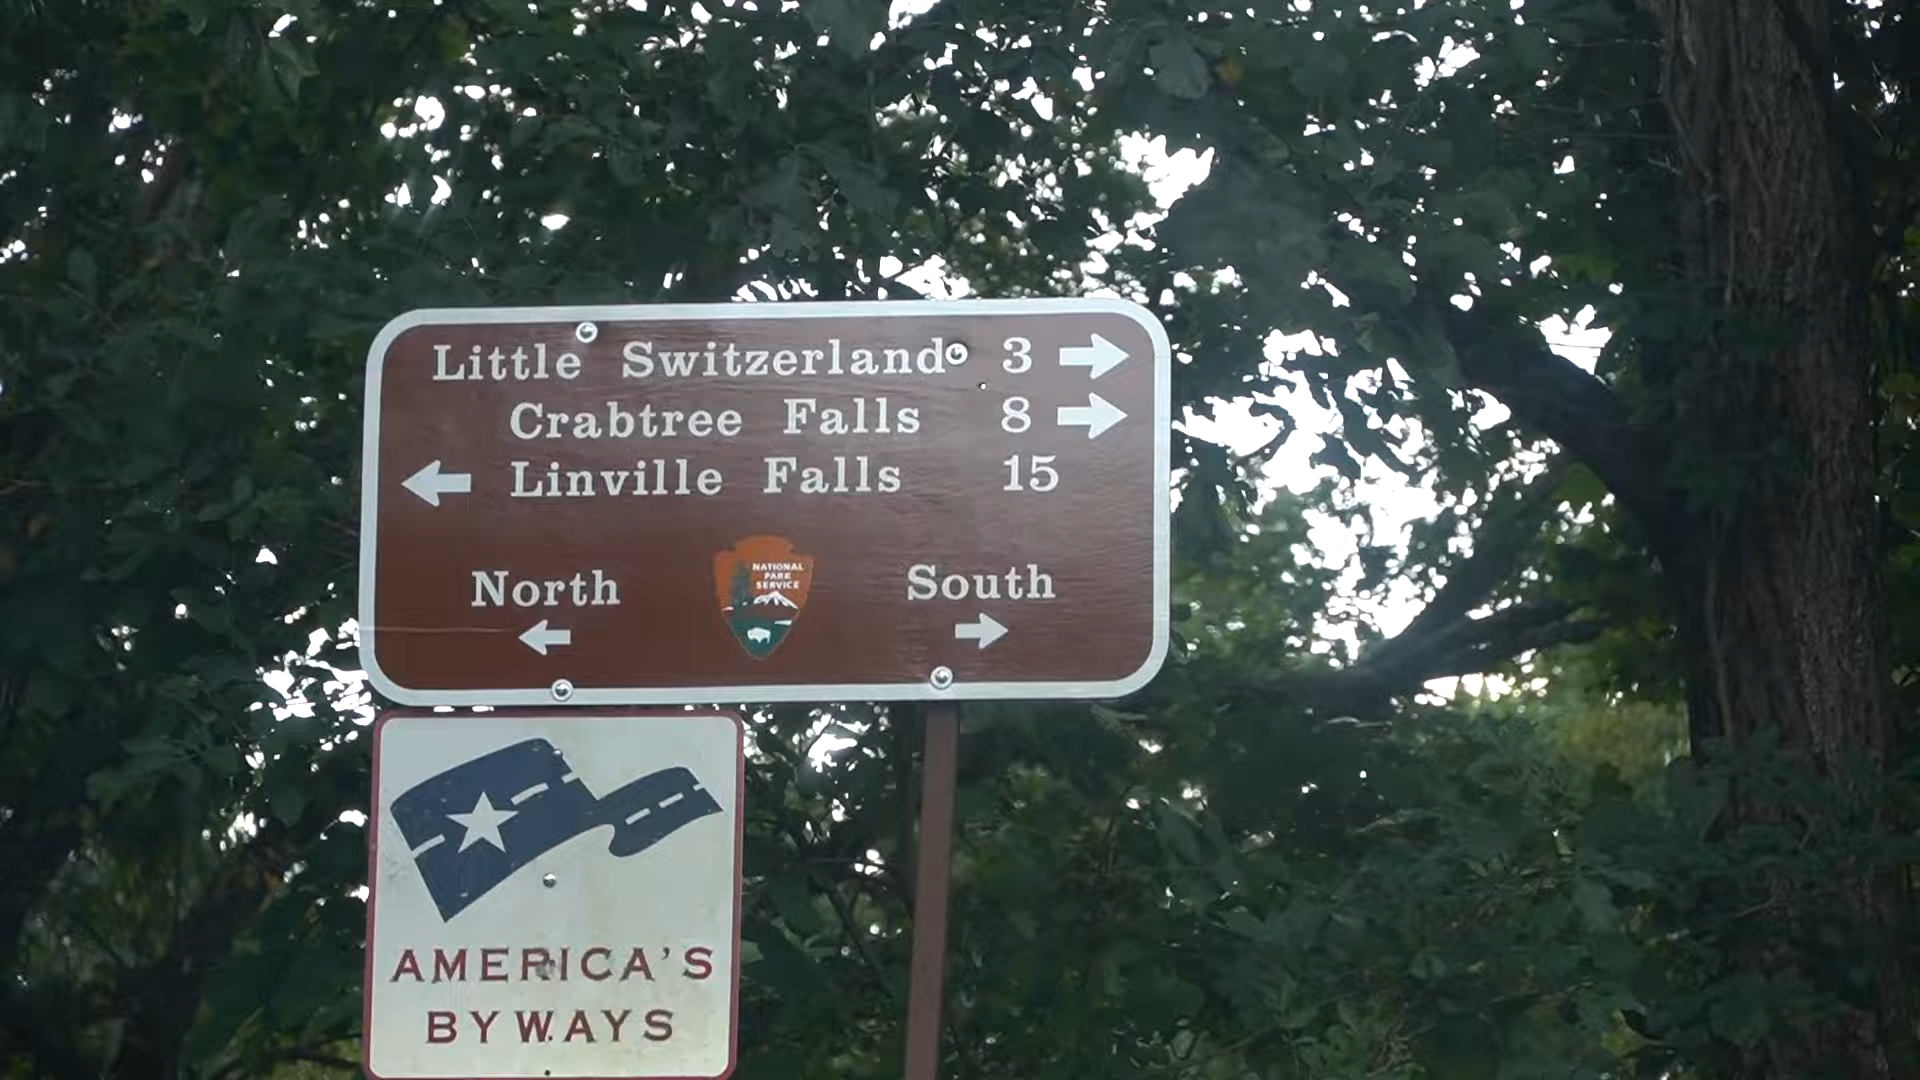 Little Switzerland 3
Crabtree Falls 8
Linville Falls 15
North
South
NATIONAL
PARK
SERVICE
AMERICA'S
BYWAYS